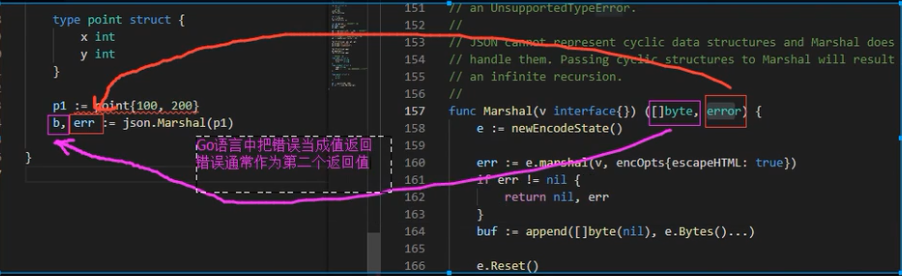 type point struct {
x int
y int
}
p1 := point{100, 200}
b, err := json.Marshal(p1)
}
Go语言中把错误当成值返回
错误通常作为第二个返回值
151 // an UnsupportedTypeError.
152 //
153 // JSON cannot represent cyclic data structures and Marshal does
154 // handle them. Passing cyclic structures to Marshal will result
155 // an infinite recursion.
156 //
157 func Marshal(v interface{}) ([]byte, error) {
158 e := newEncodeState()
159
160 err := e.marshal(v, encOpts{escapeHTML: true})
161 if err != nil {
162 return nil, err
163 }
164 buf := append([]byte(nil), e.Bytes()...)
165
166 e.Reset()